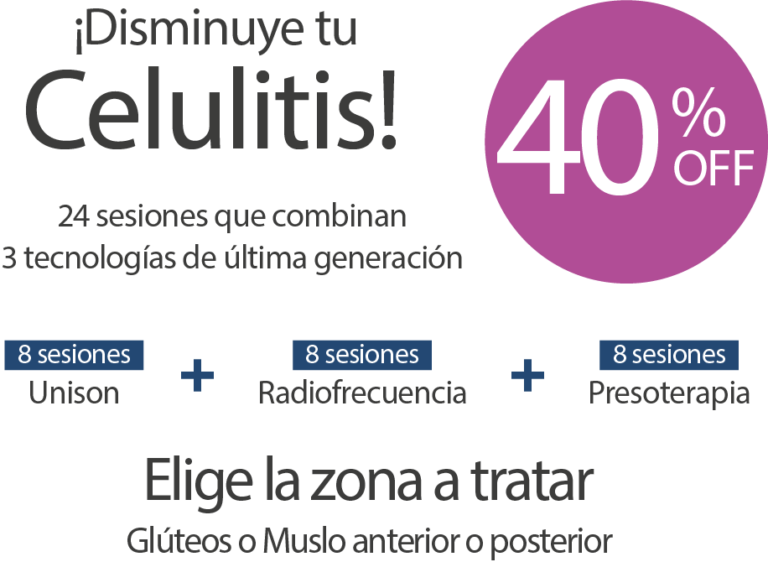 ¡Disminuye tu
Celulitis!
40%
OFF
24 sesiones que combinan
3 tecnologías de última generación
8 sesiones
Unison
+
8 sesiones
Radiofrecuencia
+
8 sesiones
Presoterapia
Elige la zona a tratar
Glúteos o Muslo anterior o posterior